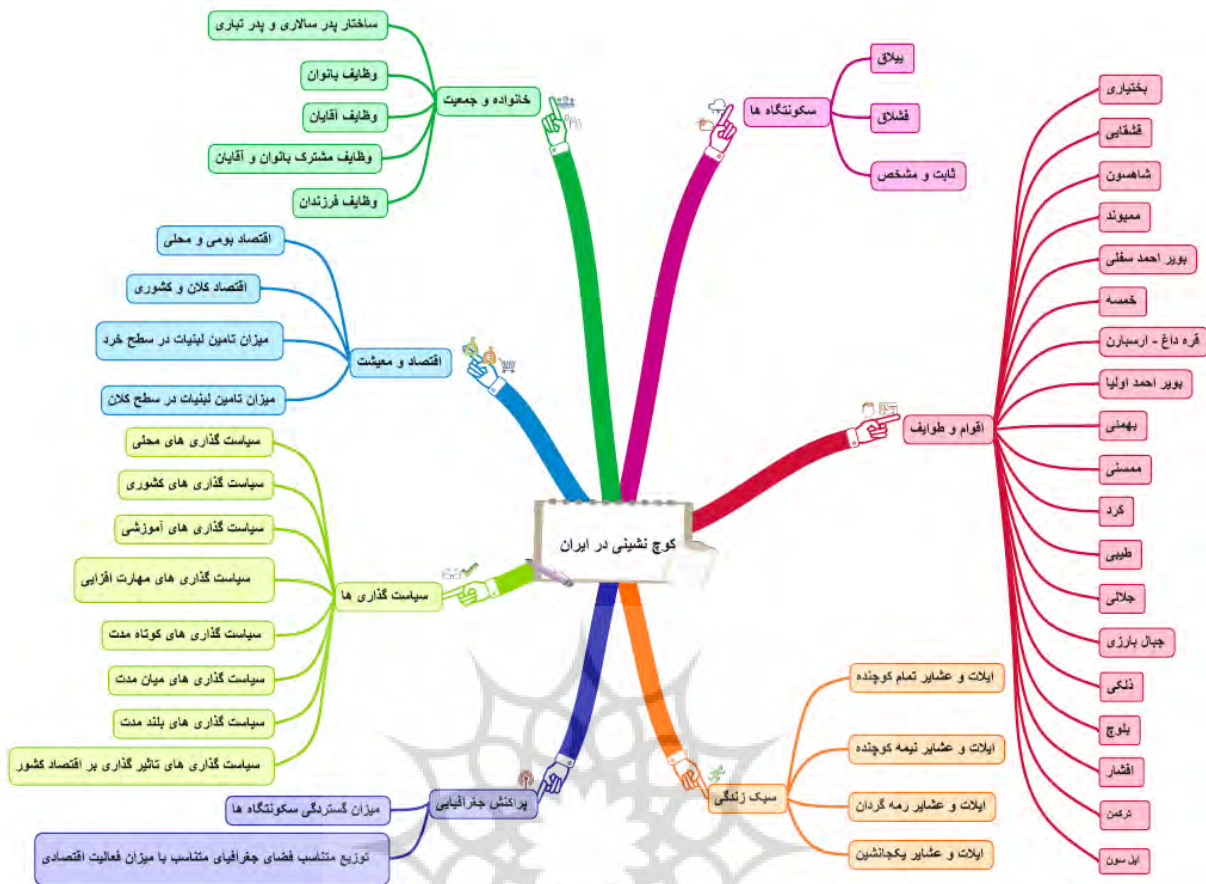 کوچ نشینی در ایران
اقوام و طوایف
بختیاری
قشقایی
شاهسون
ممیوند
بویر احمد سفلی
خمسه
قره داغ - ارسبارن
بویر احمد اولیا
بهمنی
ممسنی
کرد
طیبی
جلالی
جبال بارزی
ذلکی
بلوچ
افشار
ترکمن
ایل سون
سکونتگاه ها
ییلاق
قشلاق
ثابت و مشخص
خانواده و جمعیت
ساختار پدر سالاری و پدر تباری
وظایف بانوان
وظایف آقایان
وظایف مشترک بانوان و آقایان
وظایف فرزندان
اقتصاد و معیشت
اقتصاد بومی و محلی
اقتصاد کلان و کشوری
میزان تامین لبنیات در سطح خرد
میزان تامین لبنیات در سطح کلان
سیاست گذاری ها
سیاست گذاری های محلی
سیاست گذاری های کشوری
سیاست گذاری های آموزشی
سیاست گذاری های مهارت افزایی
سیاست گذاری های کوتاه مدت
سیاست گذاری های میان مدت
سیاست گذاری های بلند مدت
سیاست گذاری های تاثیر گذاری بر اقتصاد کشور
پراکنش جغرافیایی
میزان گستردگی سکونتگاه ها
توزیع متناسب فضای جغرافیای متناسب با میزان فعالیت اقتصادی
سبک زندگی
ایلات و عشایر تمام کوچنده
ایلات و عشایر نیمه کوچنده
ایلات و عشایر رمه گردان
ایلات و عشایر یکجانشین